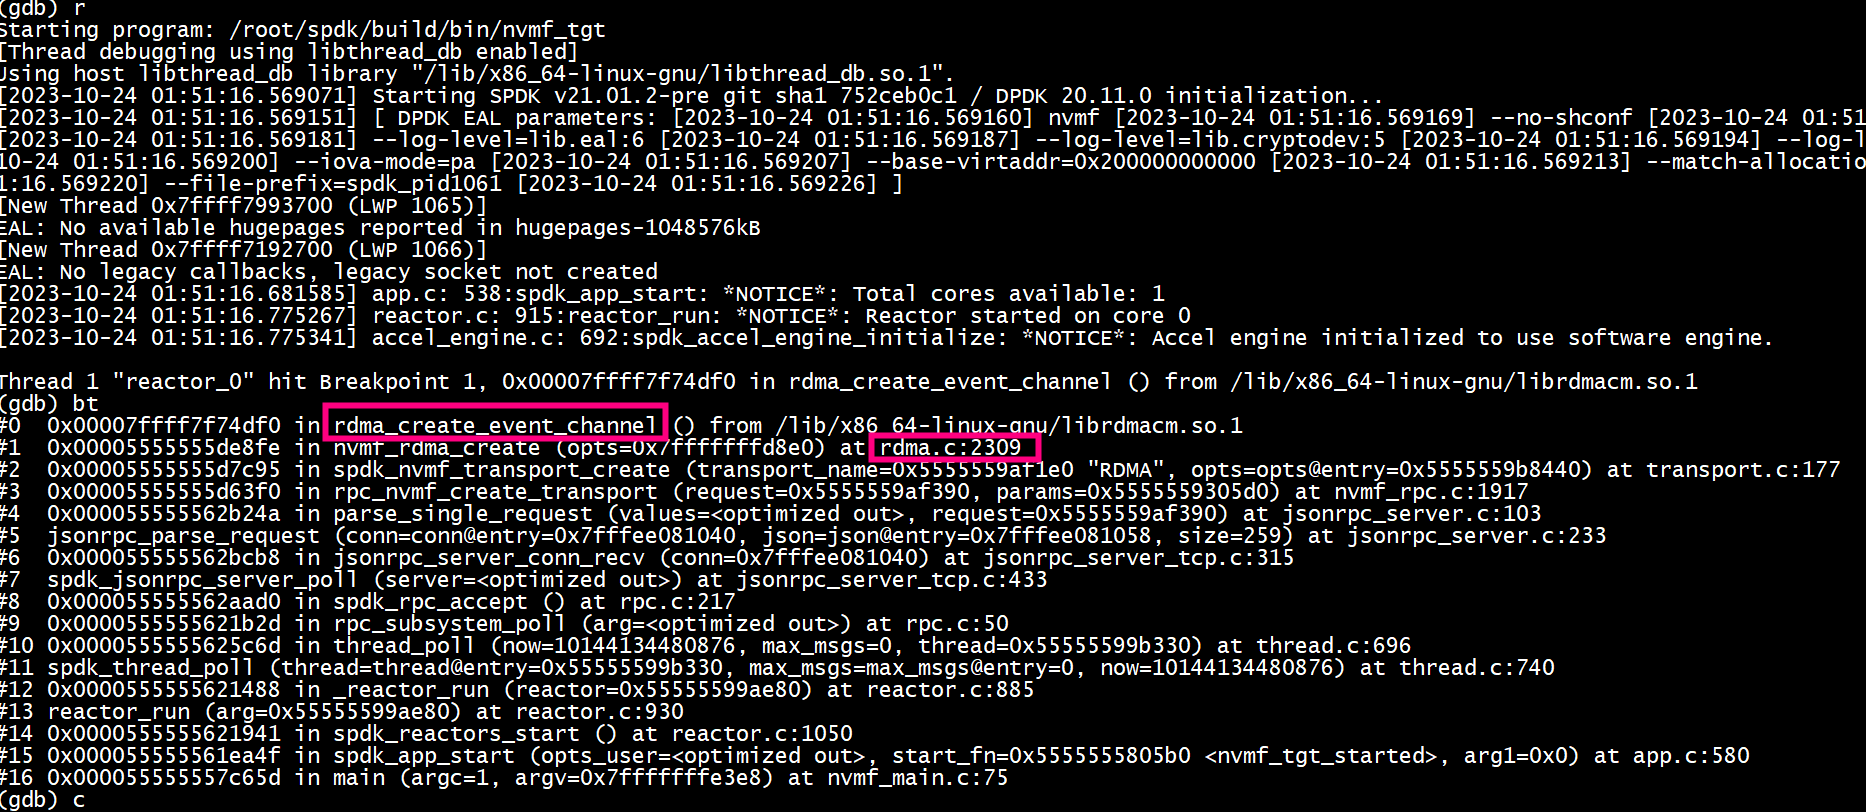 (gdb) r
Starting program: /root/spdk/build/bin/nvmf_tgt
[Thread debugging using libthread_db enabled]
Using host libthread_db library "/lib/x86_64-linux-gnu/libthread_db.so.1".
[2023-10-24 01:51:16.569071] Starting SPDK v21.01.2-pre git sha1 752ceb0c1 / DPDK 20.11.0 initialization...
[2023-10-24 01:51:16.569151] [ DPDK EAL parameters: [2023-10-24 01:51:16.569160] nvmf [2023-10-24 01:51:16.569169] --no-shconf [2023-10-24 01:51
[2023-10-24 01:51:16.569181] --log-level=lib.eal:6 [2023-10-24 01:51:16.569187] --log-level=lib.cryptodev:5 [2023-10-24 01:51:16.569194] --log-l
10-24 01:51:16.569200] --iova-mode=pa [2023-10-24 01:51:16.569207] --base-virtaddr=0x200000000000 [2023-10-24 01:51:16.569213] --match-allocatio
1:16.569220] --file-prefix=spdk_pid1061 [2023-10-24 01:51:16.569226] ]
[New Thread 0x7ffff7993700 (LWP 1065)]
EAL: No available hugepages reported in hugepages-1048576kB
[New Thread 0x7ffff7192700 (LWP 1066)]
EAL: No legacy callbacks, legacy socket not created
[2023-10-24 01:51:16.681585] app.c: 538:spdk_app_start: *NOTICE*: Total cores available: 1
[2023-10-24 01:51:16.775267] reactor.c: 915:reactor_run: *NOTICE*: Reactor started on core 0
[2023-10-24 01:51:16.775341] accel_engine.c: 692:spdk_accel_engine_initialize: *NOTICE*: Accel engine initialized to use software engine.
Thread 1 "reactor_0" hit Breakpoint 1, 0x00007ffff7f74df0 in rdma_create_event_channel () from /lib/x86_64-linux-gnu/librdmacm.so.1
(gdb) bt
#0  0x00007ffff7f74df0 in rdma_create_event_channel () from /lib/x86_64-linux-gnu/librdmacm.so.1
#1  0x00005555555de8fe in nvmf_rdma_create (opts=0x7fffffffd8e0) at rdma.c:2309
#2  0x00005555555d7c95 in spdk_nvmf_transport_create (transport_name=0x5555559af1e0 "RDMA", opts=opts@entry=0x5555559b8440) at transport.c:177
#3  0x00005555555d63f0 in rpc_nvmf_create_transport (request=0x5555559af390, params=0x5555559305d0) at nvmf_rpc.c:1917
#4  0x000055555562b24a in parse_single_request (values=<optimized out>, request=0x5555559af390) at jsonrpc_server.c:103
#5  jsonrpc_parse_request (conn=conn@entry=0x7fffee081040, json=json@entry=0x7fffee081058, size=259) at jsonrpc_server.c:233
#6  0x000055555562bcb8 in jsonrpc_server_conn_recv (conn=0x7fffee081040) at jsonrpc_server_tcp.c:315
#7  spdk_jsonrpc_server_poll (server=<optimized out>) at jsonrpc_server_tcp.c:433
#8  0x000055555562aad0 in spdk_rpc_accept () at rpc.c:217
#9  0x0000555555621b2d in rpc_subsystem_poll (arg=<optimized out>) at rpc.c:50
#10 0x0000555555625c6d in thread_poll (now=10144134480876, max_msgs=0, thread=0x55555599b330) at thread.c:696
#11 spdk_thread_poll (thread=thread@entry=0x55555599b330, max_msgs=max_msgs@entry=0, now=10144134480876) at thread.c:740
#12 0x0000555555621488 in _reactor_run (reactor=0x55555599ae80) at reactor.c:885
#13 reactor_run (arg=0x55555599ae80) at reactor.c:930
#14 0x0000555555621941 in spdk_reactors_start () at reactor.c:1050
#15 0x000055555561ea4f in spdk_app_start (opts_user=<optimized out>, start_fn=0x5555555805b0 <nvmf_tgt_started>, arg1=0x0) at app.c:580
#16 0x000055555557c65d in main (argc=1, argv=0x7fffffffe3e8) at nvmf_main.c:75
(gdb) c